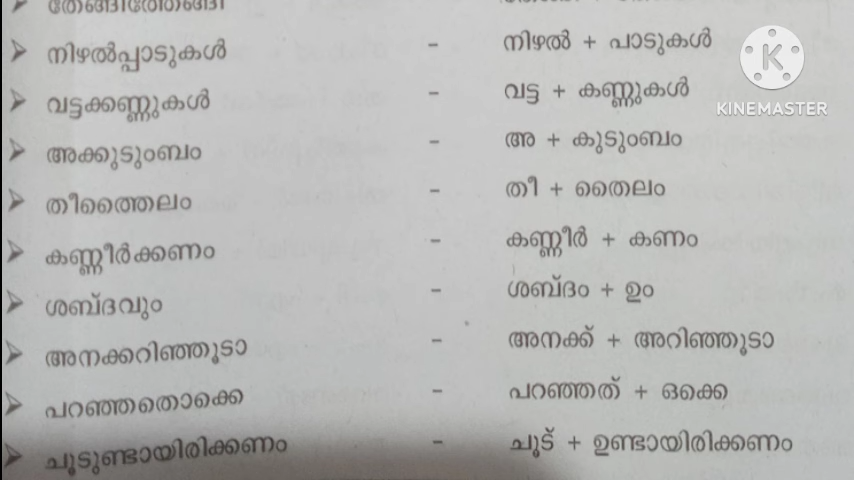 തേങ്ങിത്തേങ്ങി
നിഴൽപ്പാടുകൾ - നിഴൽ + പാടുകൾ
വട്ടക്കണ്ണുകൾ - വട്ട + കണ്ണുകൾ
അക്കുടുംബം - അ + കുടുംബം
തീത്തൈലം - തീ + തൈലം
കണ്ണീർക്കണം - കണ്ണീർ + കണം
ശബ്ദവും - ശബ്ദം + ഉം
അനക്കറിഞ്ഞൂടാ - അനക്ക് + അറിഞ്ഞൂടാ
പറഞ്ഞതൊക്കെ - പറഞ്ഞത് + ഒക്കെ
ചൂടുണ്ടായിരിക്കണം - ചൂട് + ഉണ്ടായിരിക്കണം
K
KINEMASTER